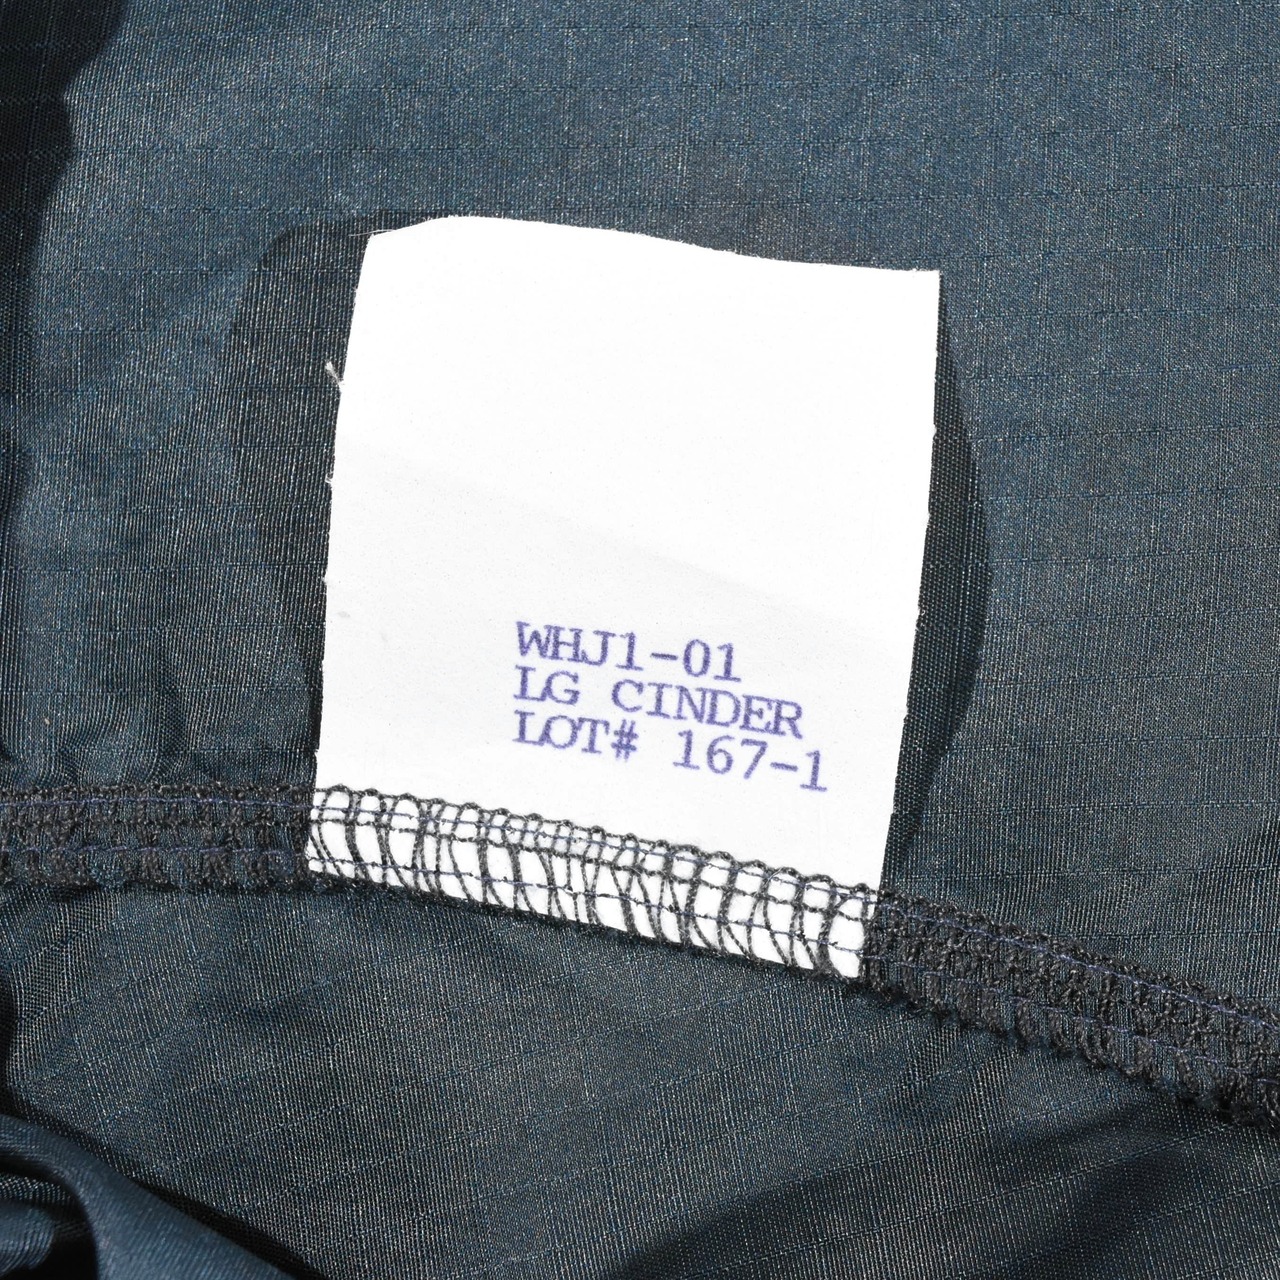 WHJ1-01
LG CINDER
LOT# 167-1